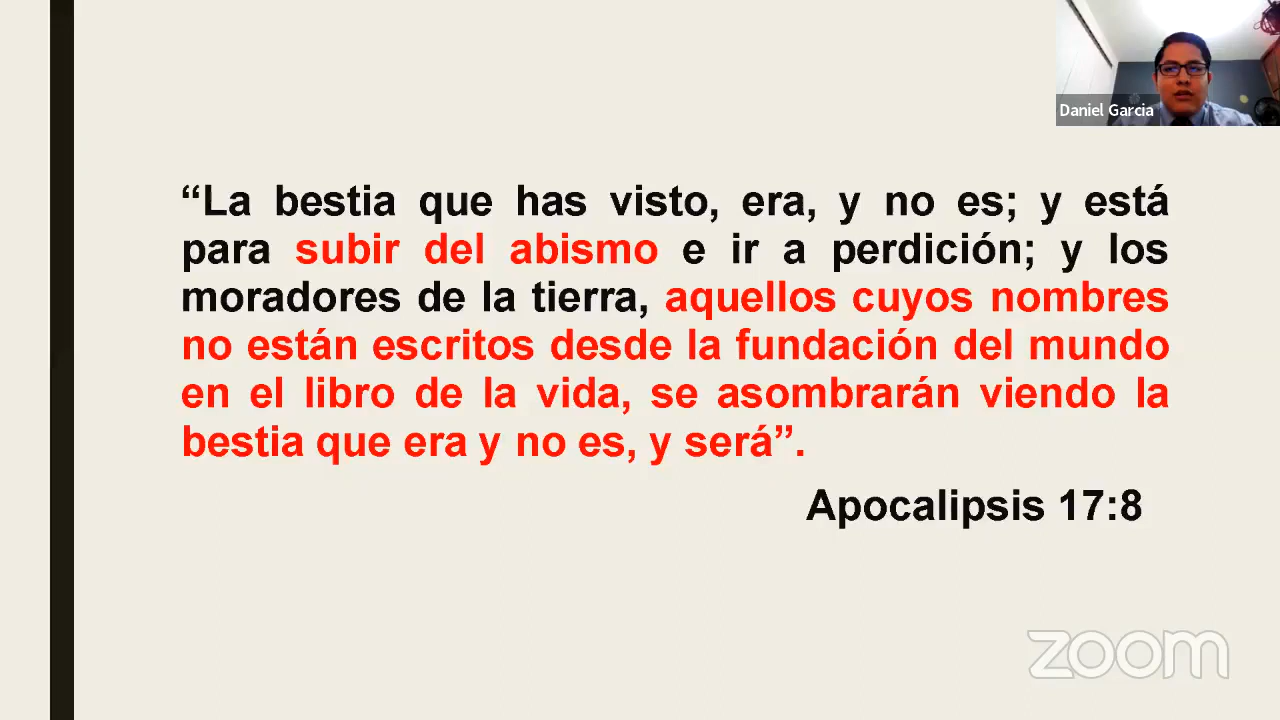 Daniel Garcia
“La bestia que has visto, era, y no es; y está
para subir del abismo e ir a perdición; y los
moradores de la tierra, aquellos cuyos nombres
no están escritos desde la fundación del mundo
en el libro de la vida, se asombrarán viendo la
bestia que era y no es, y será”.
Apocalipsis 17:8
zoom